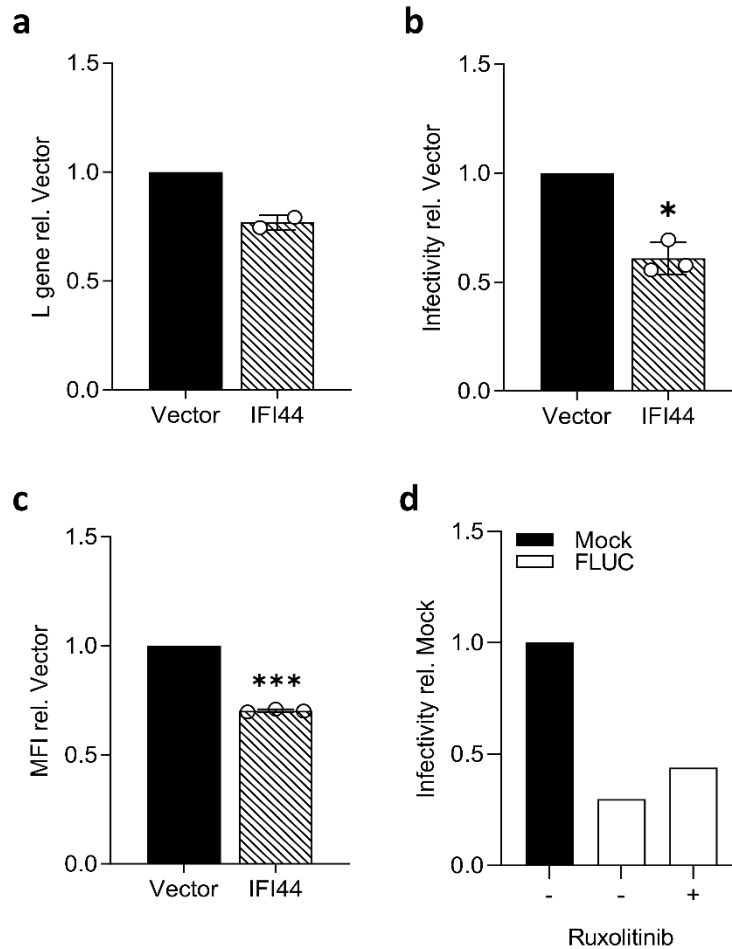 a
1.5
1.0
0.5
0.0
L gene rel. Vector
Vector IFI44
b
1.5
1.0
0.5
0.0
Infectivity rel. Vector
*
Vector IFI44
c
1.5
1.0
0.5
0.0
MFI rel. Vector
***
Vector IFI44
d
1.5
1.0
0.5
0.0
Infectivity rel. Mock
Mock
FLUC
- - +
Ruxolitinib